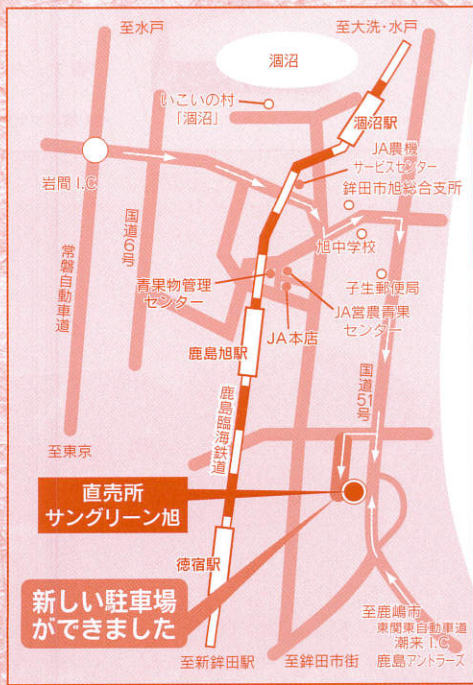 至水戸
至大洗・水戸
涸沼
いこいの村
「涸沼」
涸沼駅
JA農機
サービスセンター
岩間 I.C
鉾田市旭総合支所
国道6号
旭中学校
常磐自動車道
青果物管理
センター
子生郵便局
JA営農青果
センター
JA本店
鹿島旭駅
国道51号
鹿島臨海鉄道
至東京
直売所
サングリーン旭
徳宿駅
新しい駐車場
ができました
至鹿嶋市
東関東自動車道
潮来 I.C
鹿島アントラーズ
至新鉾田駅
至鉾田市街